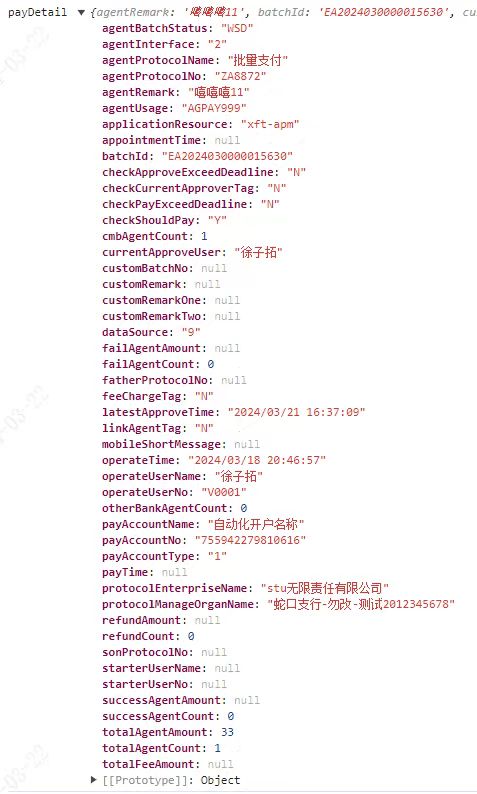 payDetail ▼ {agentRemark: '嘻嘻嘻11', batchId: 'EA2024030000015630', cu
agentBatchStatus: "WSD"
agentInterface: "2"
agentProtocolName: "批量支付"
agentProtocolNo: "ZA8872"
agentRemark: "嘻嘻嘻11"
agentUsage: "AGPAY999"
applicationResource: "xft-apm"
appointmentTime: null
batchId: "EA2024030000015630"
checkApproveExceedDeadline: "N"
checkCurrentApproverTag: "N"
checkPayExceedDeadline: "N"
checkShouldPay: "Y"
cmbAgentCount: 1
currentApproveUser: "徐子拓"
customBatchNo: null
customRemark: null
customRemarkOne: null
customRemarkTwo: null
dataSource: "9"
failAgentAmount: null
failAgentCount: 0
fatherProtocolNo: null
feeChargeTag: "N"
latestApproveTime: "2024/03/21 16:37:09"
linkAgentTag: "N"
mobileShortMessage: null
operateTime: "2024/03/18 20:46:57"
operateUserName: "徐子拓"
operateUserNo: "V0001"
otherBankAgentCount: 0
payAccountName: "自动化开户名称"
payAccountNo: "755942279810616"
payAccountType: "1"
payTime: null
protocolEnterpriseName: "stu无限责任有限公司"
protocolManageOrganName: "蛇口支行-勿改-测试2012345678"
refundAmount: null
refundCount: 0
sonProtocolNo: null
starterUserName: null
starterUserNo: null
successAgentAmount: null
successAgentCount: 0
totalAgentAmount: 33
totalAgentCount: 1
totalFeeAmount: null
▶ [[Prototype]]: Object
-03-22
-03-22
-03-22